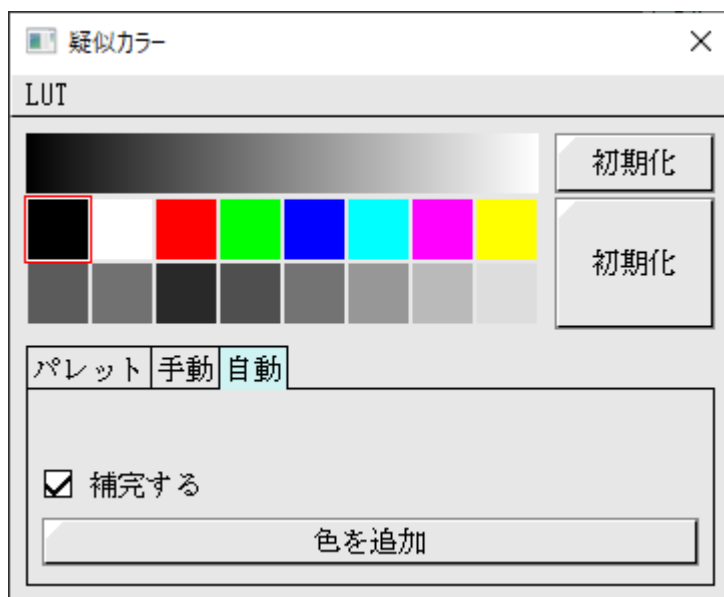 疑似カラー
LUT
初期化
初期化
パレット 手動 自動
補完する
色を追加